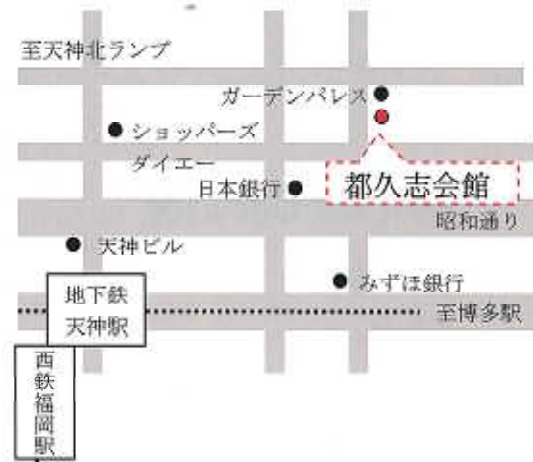 至天神北ランプ
ガーデンパレス
ショッパーズ
ダイエー
日本銀行
都久志会館
昭和通り
天神ビル
みずほ銀行
地下鉄
天神駅
至博多駅
西鉄福岡駅